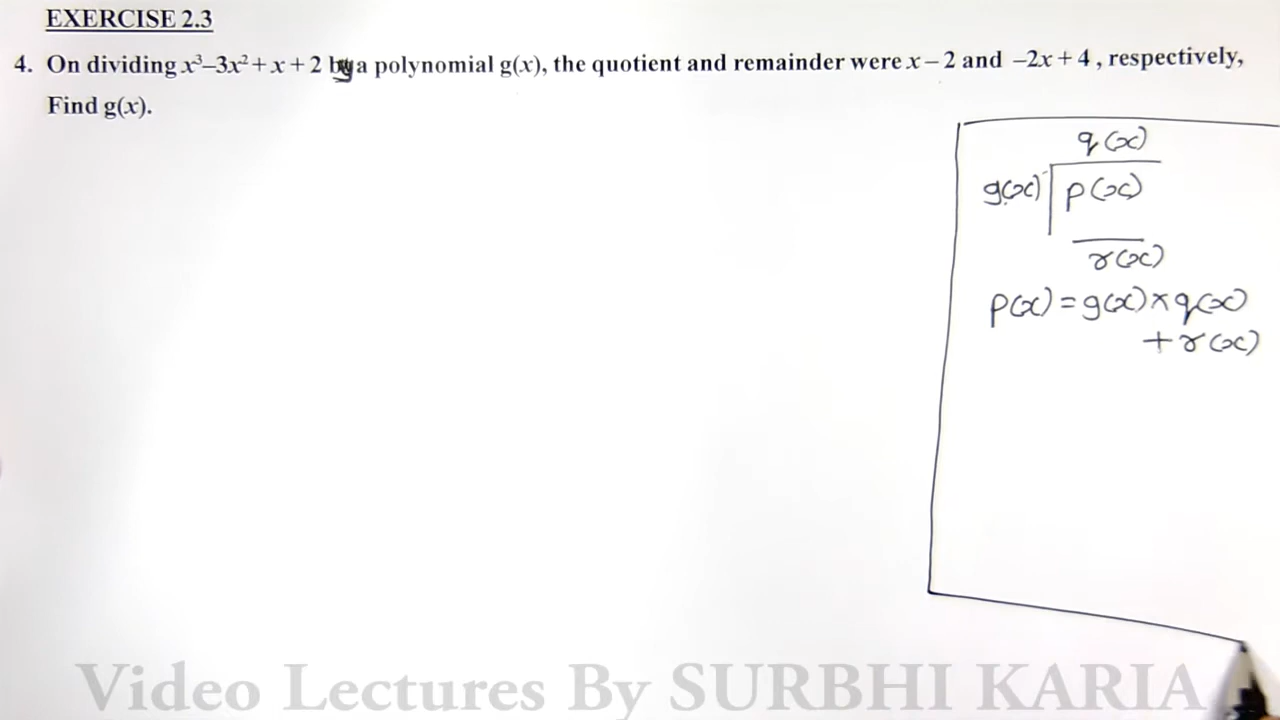 EXERCISE 2.3
4. On dividing x³–3x²+x+2 by a polynomial g(x), the quotient and remainder were x–2 and –2x+4, respectively,
Find g(x).
q(x)
g(x) p(x)
r(x)
p(x) = g(x) × q(x)
+ r(x)
Video Lectures By SURBHI KARIA